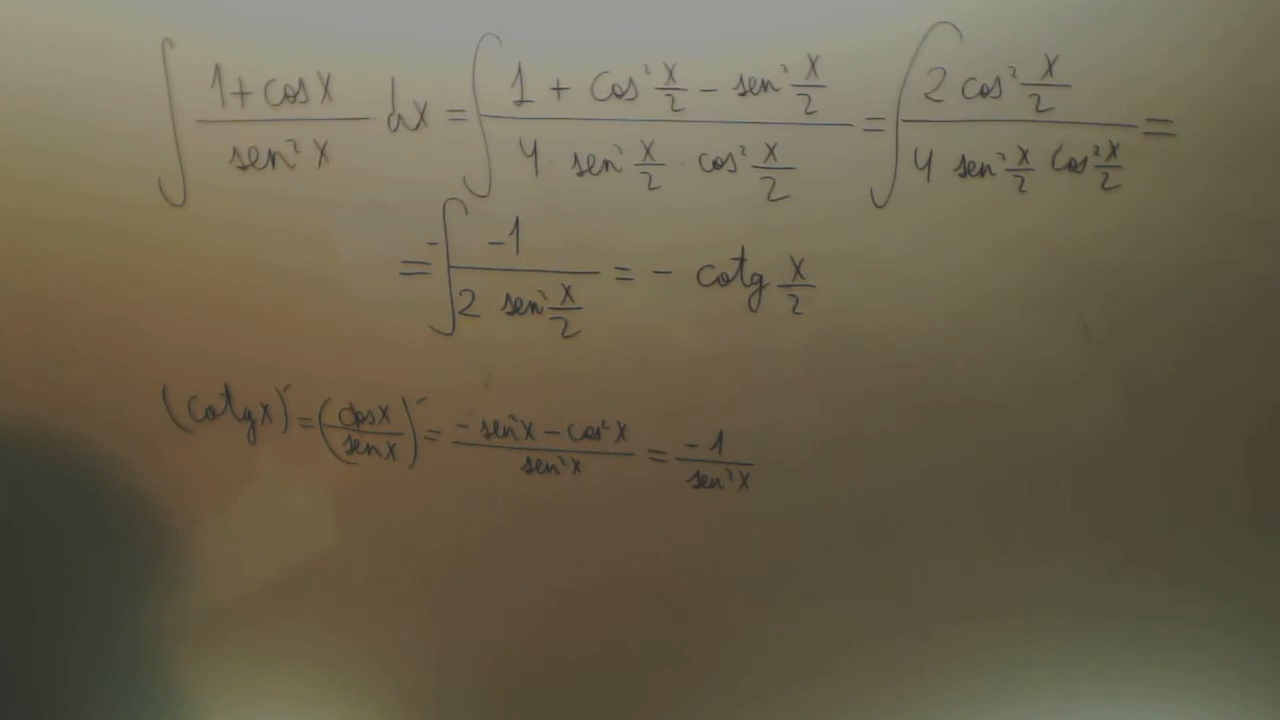 ∫ (1 + cos x)/(sen² x) dx = ∫ (1 + cos² x/2 − sen² x/2)/(4 sen² x/2 · cos² x/2) = ∫ (2 cos² x/2)/(4 sen² x/2 cos² x/2) =
= -∫ (-1)/(2 sen² x/2) = − cotg x/2
(cotg x)' = (cos x/sen x)' = (− sen² x − cos² x)/(sen² x) = (− 1)/(sen² x)